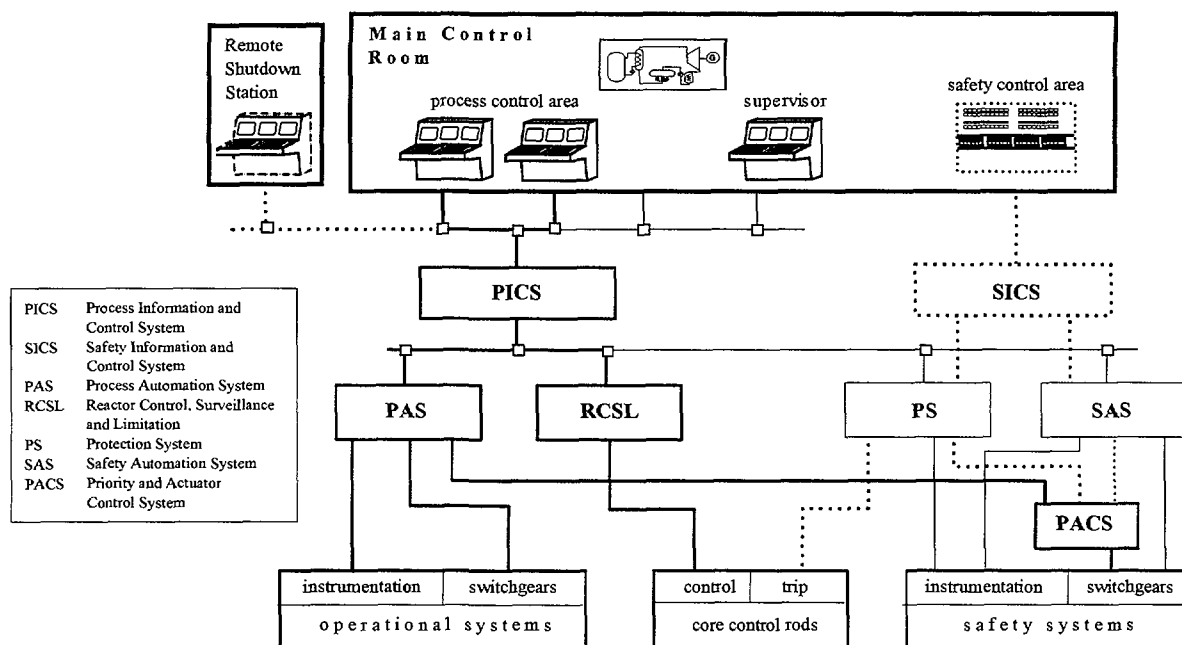 Remote
Shutdown
Station
Main Control
Room
G
process control area
supervisor
safety control area
PICS
SICS
PICS Process Information and
Control System
SICS Safety Information and
Control System
PAS Process Automation System
RCSL Reactor Control, Surveillance
and Limitation
PS Protection System
SAS Safety Automation System
PACS Priority and Actuator
Control System
PAS
RCSL
PS
SAS
PACS
instrumentation
switchgears
operational systems
control
trip
core control rods
instrumentation
switchgears
safety systems